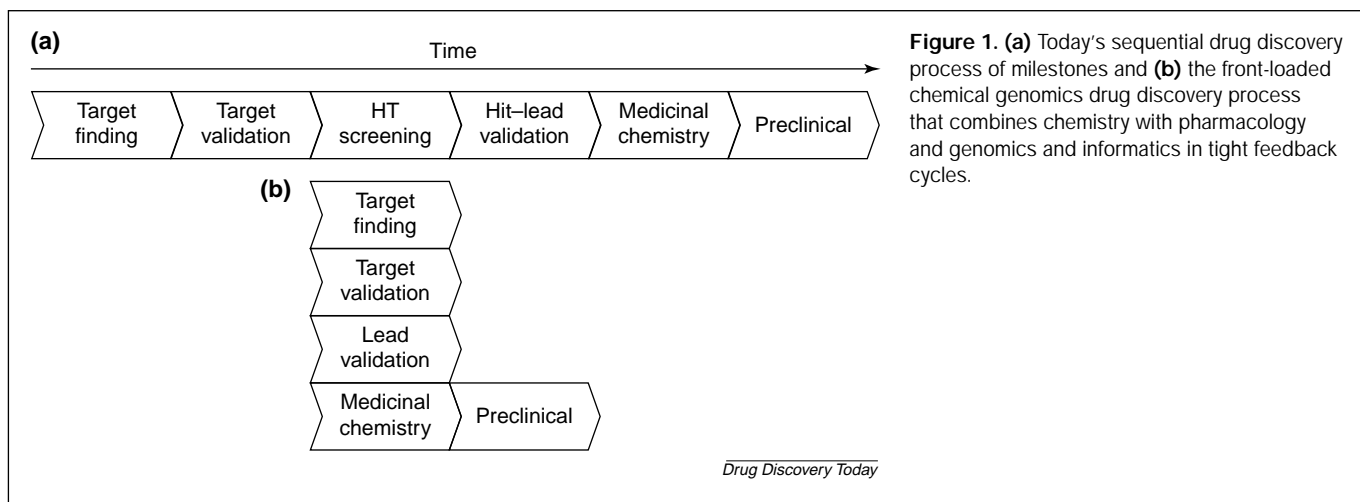 (a)
Time
Target
finding
Target
validation
HT
screening
Hit–lead
validation
Medicinal
chemistry
Preclinical
(b)
Target
finding
Target
validation
Lead
validation
Medicinal
chemistry
Preclinical
Drug Discovery Today
Figure 1. (a) Today's sequential drug discovery
process of milestones and (b) the front-loaded
chemical genomics drug discovery process
that combines chemistry with pharmacology
and genomics and informatics in tight feedback
cycles.